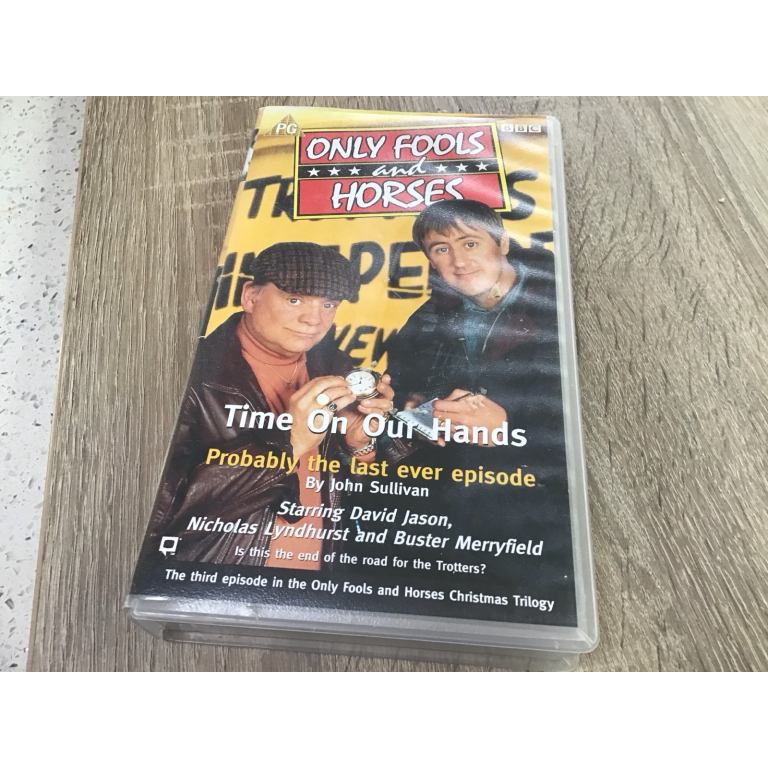 PG
BBC
ONLY FOOLS
and
HORSES
Time On Our Hands
Probably the last ever episode
By John Sullivan
Starring David Jason,
Nicholas Lyndhurst and Buster Merryfield
Is this the end of the road for the Trotters?
The third episode in the Only Fools and Horses Christmas Trilogy